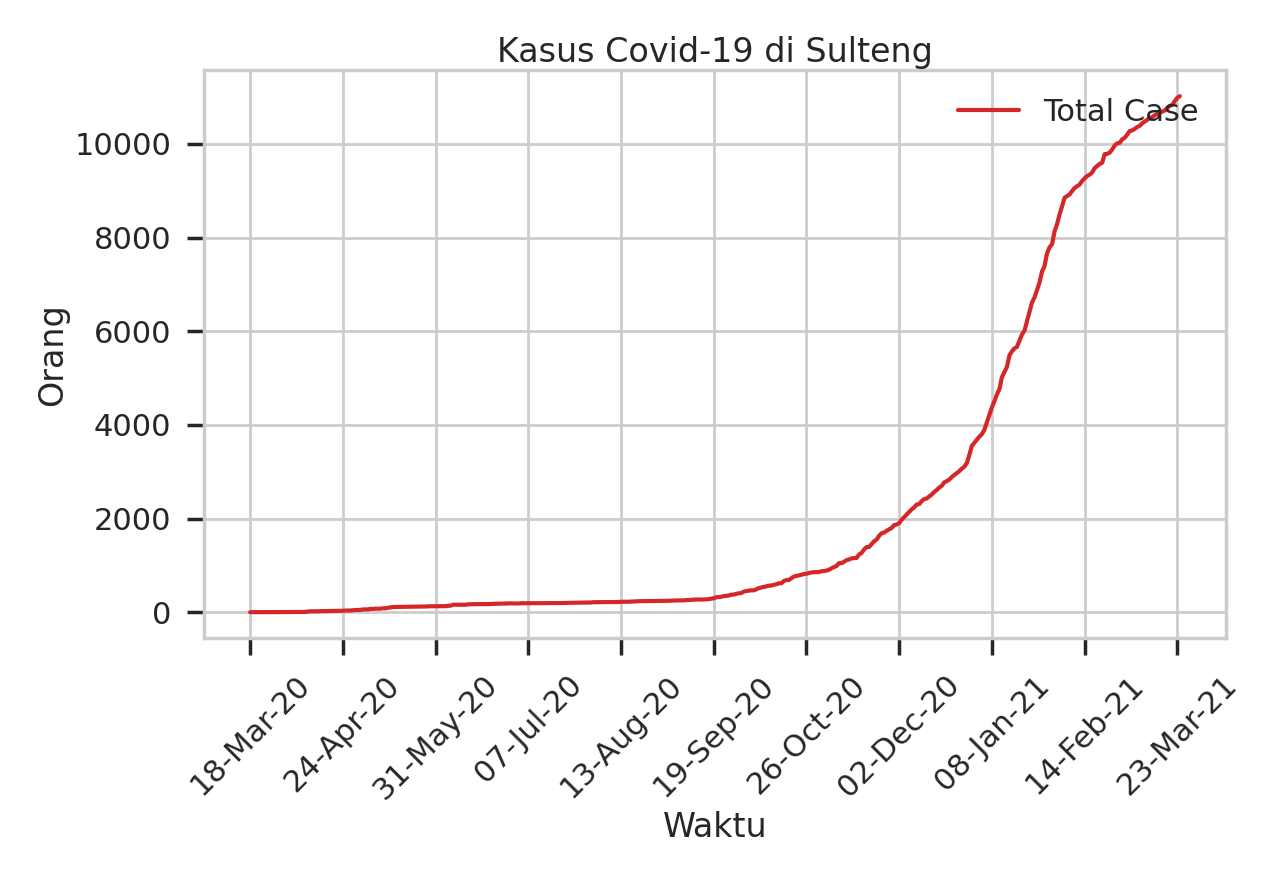 Kasus Covid-19 di Sulteng
Total Case
10000
8000
6000
4000
2000
0
Orang
18-Mar-20
24-Apr-20
31-May-20
07-Jul-20
13-Aug-20
19-Sep-20
26-Oct-20
02-Dec-20
08-Jan-21
14-Feb-21
23-Mar-21
Waktu